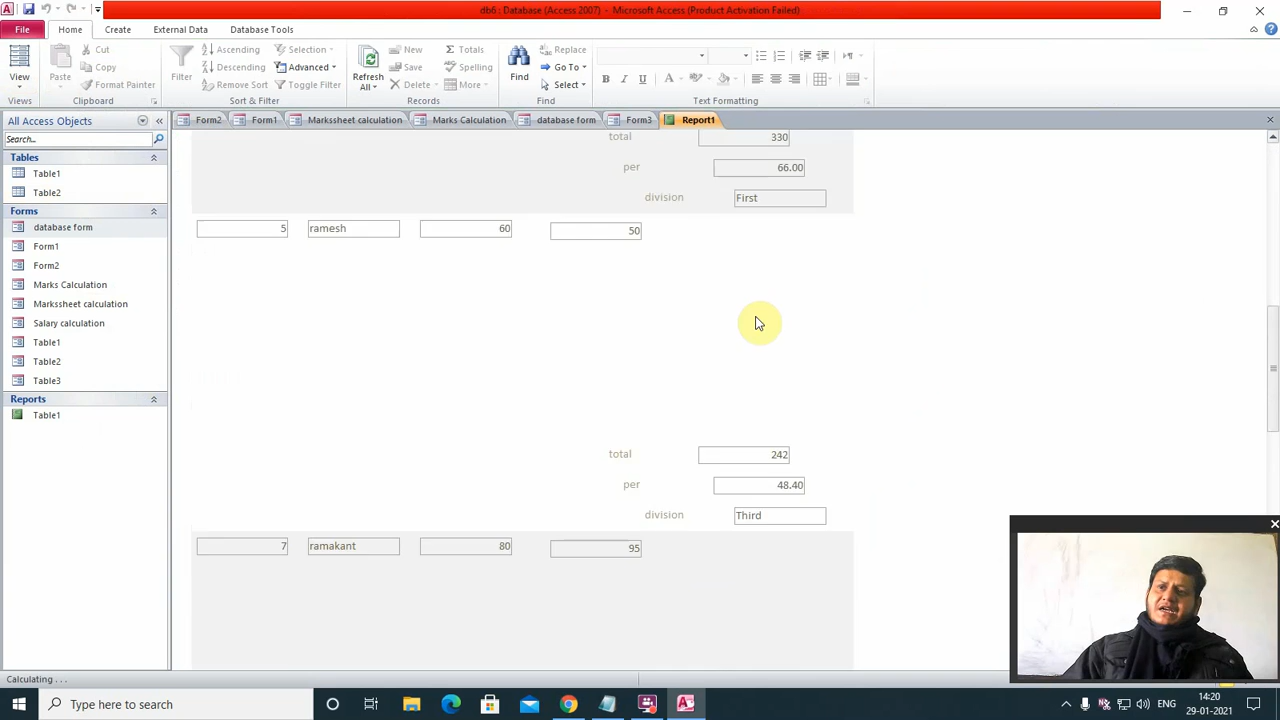 db6 : Database (Access 2007) - Microsoft Access (Product Activation Failed)
File Home Create External Data Database Tools
View
Views
Paste
Cut
Copy
Format Painter
Clipboard
Filter
Ascending
Descending
Remove Sort
Selection
Advanced
Toggle Filter
Sort & Filter
Refresh
All
New
Save
Delete
Totals
Spelling
More
Records
Find
Replace
Go To
Select
Find
B I U
A
Text Formatting
All Access Objects
Search...
Tables
Table1
Table2
Forms
database form
Form1
Form2
Marks Calculation
Markssheet calculation
Salary calculation
Table1
Table2
Table3
Reports
Table1
Form2 Form1 Markssheet calculation Marks Calculation database form Form3 Report1
total 330
per 66.00
division First
5 ramesh 60 50
total 242
per 48.40
division Third
7 ramakant 80 95
Calculating ...
Type here to search
ENG
14:20
29-01-2021